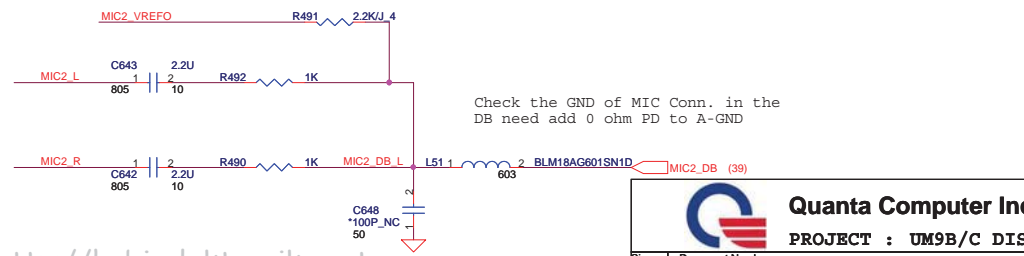 MIC2_VREFO R491 2.2K/J_4
C643 2.2U
MIC2_L 1 2 R492 1K
805 10
Check the GND of MIC Conn. in the
DB need add 0 ohm PD to A-GND
MIC2_R 1 2 R490 1K MIC2_DB_L L51 1 2 BLM18AG601SN1D MIC2_DB (39)
C642 2.2U 603
805 10
2
C648
*100P_NC
1
50
Quanta Computer Inc
PROJECT : UM9B/C DIS